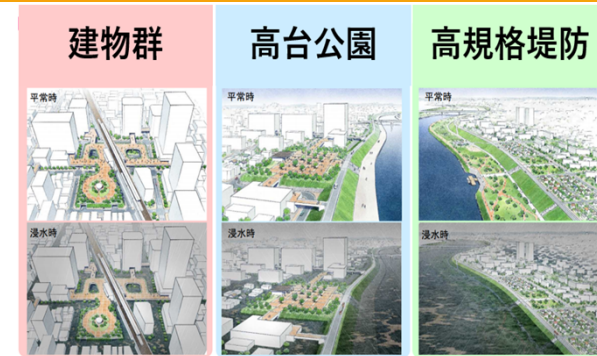 建物群
高台公園
高規格堤防
平常時
平常時
平常時
浸水時
浸水時
浸水時